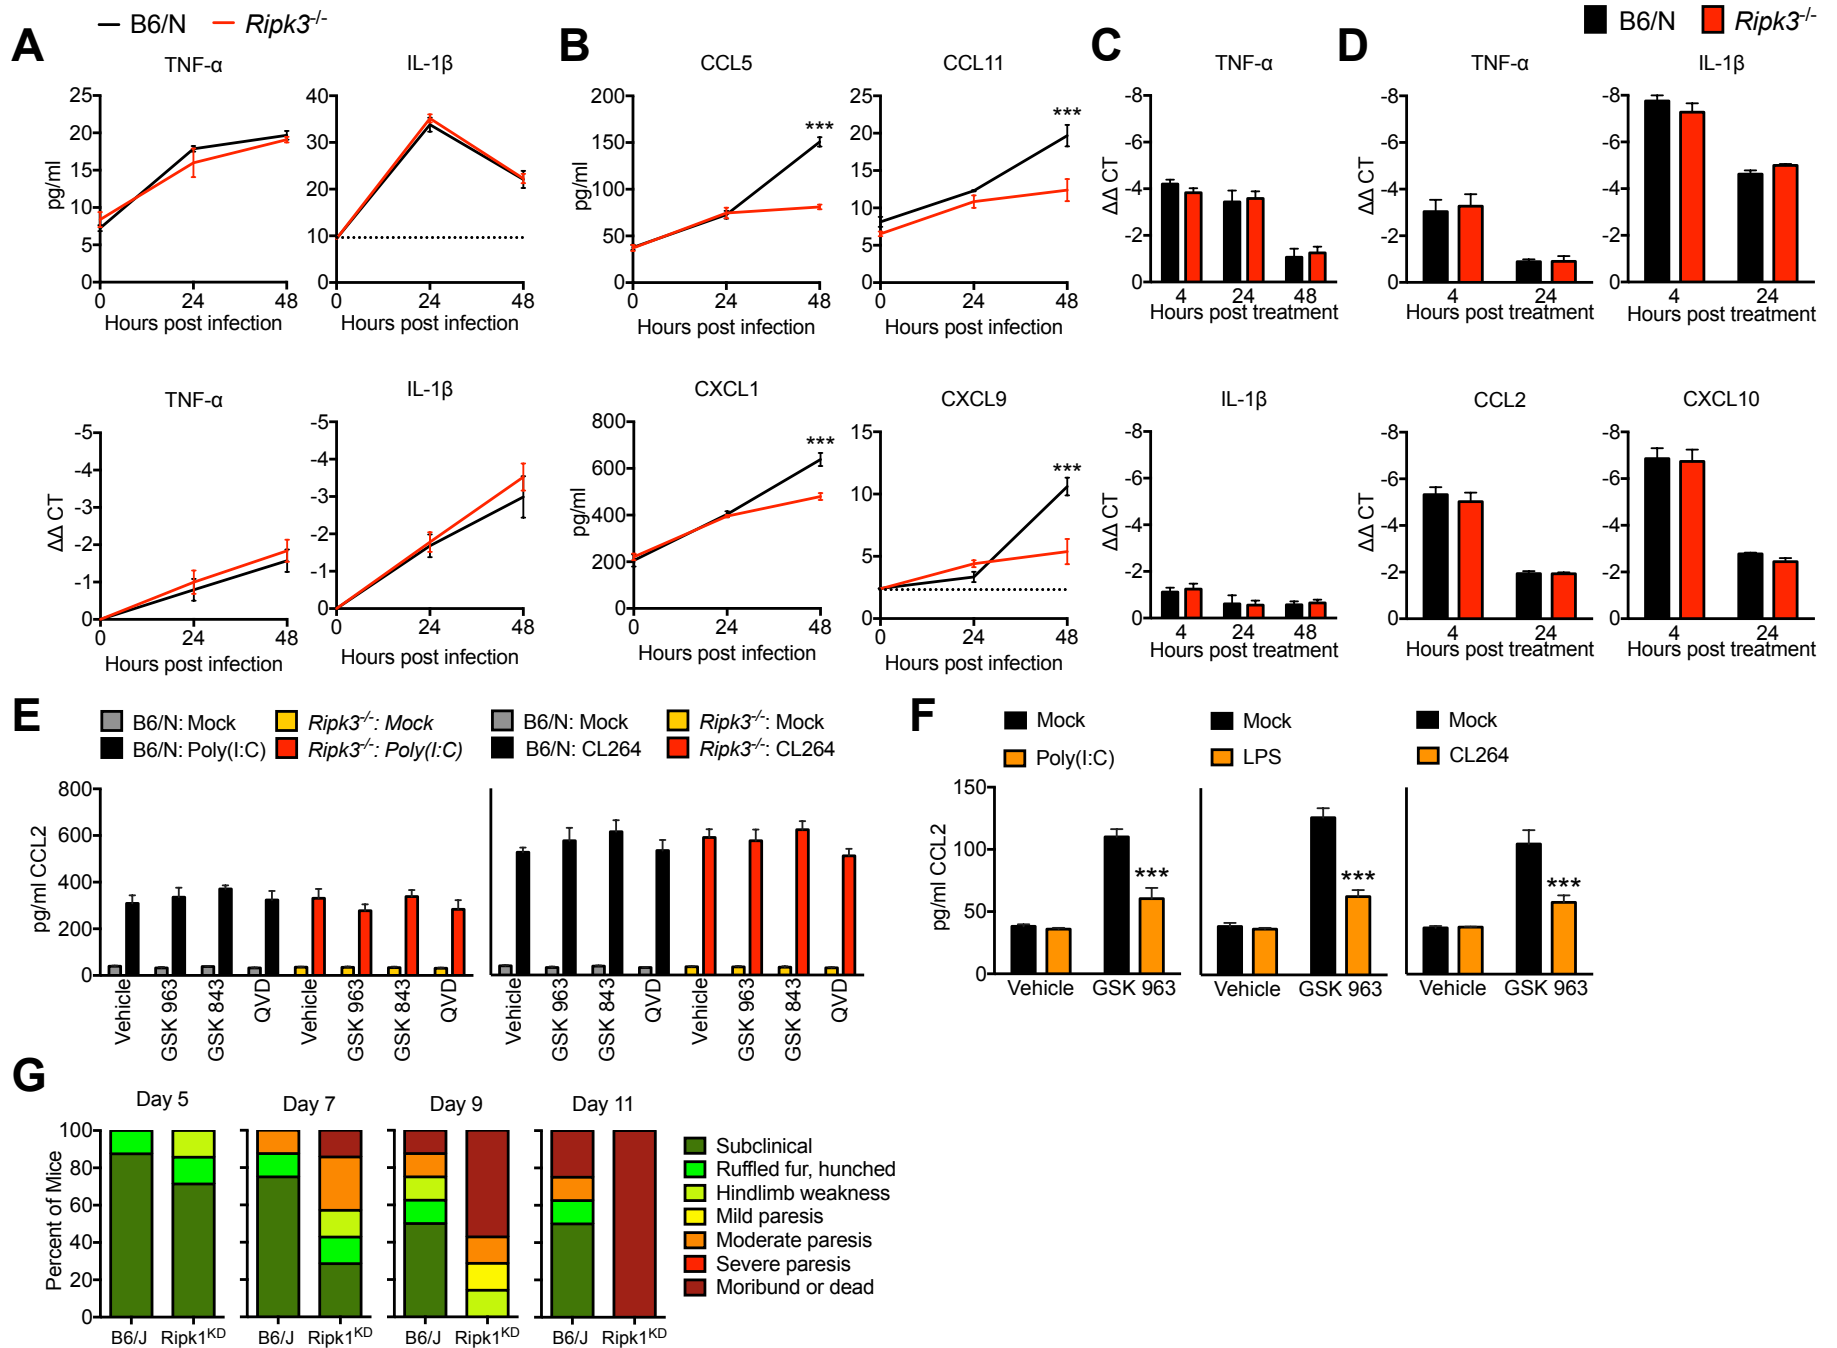 B6/N Ripk3-/-
B6/N Ripk3-/-
A B C D
TNF-α IL-1β CCL5 CCL11 TNF-α TNF-α IL-1β
25 40 200 25 -8 -8 -8
20 30 150 20 -6 -6 -6
15 20 100 15 -4 -4 -4
10 10 50 10 -2 -2 -2
5 0 0 5 0 0 0
0 0
pg/ml pg/ml ΔΔ CT ΔΔ CT
*** ***
0 24 48 0 24 48 0 24 48 0 24 48 4 24 48 4 24 4 24
Hours post infection Hours post infection Hours post infection Hours post infection Hours post treatment Hours post treatment Hours post treatment
TNF-α IL-1β CXCL1 CXCL9 IL-1β CCL2 CXCL10
-5 -5 800 15 -8 -8 -8
-4 -4 600 10 -6 -6 -6
-3 -3 400 5 -4 -4 -4
-2 -2 200 0 -2 -2 -2
-1 -1 0 0 0 0
0 0
ΔΔ CT pg/ml ΔΔ CT ΔΔ CT
*** ***
0 24 48 0 24 48 0 24 48 0 24 48 4 24 48 4 24 4 24
Hours post infection Hours post infection Hours post infection Hours post infection Hours post treatment Hours post treatment Hours post treatment
E
B6/N: Mock Ripk3-/-: Mock B6/N: Mock Ripk3-/-: Mock
B6/N: Poly(I:C) Ripk3-/-: Poly(I:C) B6/N: CL264 Ripk3-/-: CL264
800
600
400
200
0
pg/ml CCL2
Vehicle GSK 963 GSK 843 QVD Vehicle GSK 963 GSK 843 QVD Vehicle GSK 963 GSK 843 QVD Vehicle GSK 963 GSK 843 QVD
F
Mock Mock Mock
Poly(I:C) LPS CL264
150
100
50
0
pg/ml CCL2
*** *** ***
Vehicle GSK 963 Vehicle GSK 963 Vehicle GSK 963
G
Day 5 Day 7 Day 9 Day 11
100
80
60
40
20
0
Percent of Mice
B6/J Ripk1KD B6/J Ripk1KD B6/J Ripk1KD B6/J Ripk1KD
Subclinical
Ruffled fur, hunched
Hindlimb weakness
Mild paresis
Moderate paresis
Severe paresis
Moribund or dead